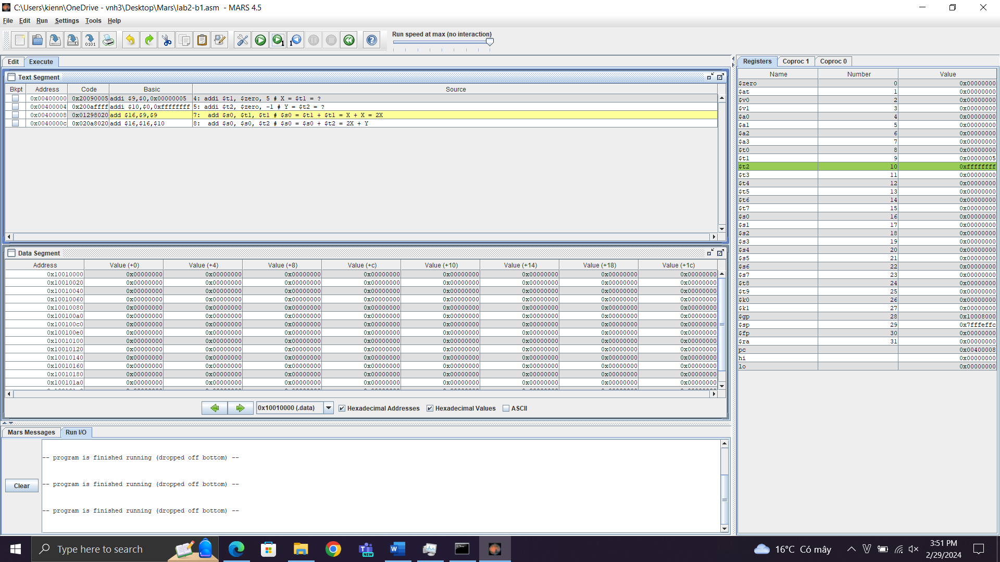 C:\Users\kienn\OneDrive - vnh3\Desktop\Mars\lab2-b1.asm - MARS 4.5
File Edit Run Settings Tools Help
Run speed at max (no interaction)
Edit Execute
Text Segment
Bkpt Address Code Basic Source
0x00400000 0x20090005 addi $9,$0,0x00000005 4: addi $t1, $zero, 5 # X = $t1 = ?
0x00400004 0x200affff addi $10,$0,0xffffffff 5: addi $t2, $zero, -1 # Y = $t2 = ?
0x00400008 0x01298020 add $16,$9,$9 7: add $s0, $t1, $t1 # $s0 = $t1 + $t1 = X + X = 2X
0x0040000c 0x020a8020 add $16,$16,$10 8: add $s0, $s0, $t2 # $s0 = $s0 + $t2 = 2X + Y
Data Segment
Address Value (+0) Value (+4) Value (+8) Value (+c) Value (+10) Value (+14) Value (+18) Value (+1c)
0x10010000 0x00000000 0x00000000 0x00000000 0x00000000 0x00000000 0x00000000 0x00000000 0x00000000
0x10010020 0x00000000 0x00000000 0x00000000 0x00000000 0x00000000 0x00000000 0x00000000 0x00000000
0x10010040 0x00000000 0x00000000 0x00000000 0x00000000 0x00000000 0x00000000 0x00000000 0x00000000
0x10010060 0x00000000 0x00000000 0x00000000 0x00000000 0x00000000 0x00000000 0x00000000 0x00000000
0x10010080 0x00000000 0x00000000 0x00000000 0x00000000 0x00000000 0x00000000 0x00000000 0x00000000
0x100100a0 0x00000000 0x00000000 0x00000000 0x00000000 0x00000000 0x00000000 0x00000000 0x00000000
0x100100c0 0x00000000 0x00000000 0x00000000 0x00000000 0x00000000 0x00000000 0x00000000 0x00000000
0x100100e0 0x00000000 0x00000000 0x00000000 0x00000000 0x00000000 0x00000000 0x00000000 0x00000000
0x10010100 0x00000000 0x00000000 0x00000000 0x00000000 0x00000000 0x00000000 0x00000000 0x00000000
0x10010120 0x00000000 0x00000000 0x00000000 0x00000000 0x00000000 0x00000000 0x00000000 0x00000000
0x10010140 0x00000000 0x00000000 0x00000000 0x00000000 0x00000000 0x00000000 0x00000000 0x00000000
0x10010160 0x00000000 0x00000000 0x00000000 0x00000000 0x00000000 0x00000000 0x00000000 0x00000000
0x10010180 0x00000000 0x00000000 0x00000000 0x00000000 0x00000000 0x00000000 0x00000000 0x00000000
0x100101a0 0x00000000 0x00000000 0x00000000 0x00000000 0x00000000 0x00000000 0x00000000 0x00000000
0x10010000 (.data) Hexadecimal Addresses Hexadecimal Values ASCII
Mars Messages Run I/O
-- program is finished running (dropped off bottom) --
Clear
-- program is finished running (dropped off bottom) --
-- program is finished running (dropped off bottom) --
Registers Coproc 1 Coproc 0
Name Number Value
$zero 0 0x00000000
$at 1 0x00000000
$v0 2 0x00000000
$v1 3 0x00000000
$a0 4 0x00000000
$a1 5 0x00000000
$a2 6 0x00000000
$a3 7 0x00000000
$t0 8 0x00000000
$t1 9 0x00000005
$t2 10 0xffffffff
$t3 11 0x00000000
$t4 12 0x00000000
$t5 13 0x00000000
$t6 14 0x00000000
$t7 15 0x00000000
$s0 16 0x00000000
$s1 17 0x00000000
$s2 18 0x00000000
$s3 19 0x00000000
$s4 20 0x00000000
$s5 21 0x00000000
$s6 22 0x00000000
$s7 23 0x00000000
$t8 24 0x00000000
$t9 25 0x00000000
$k0 26 0x00000000
$k1 27 0x00000000
$gp 28 0x10008000
$sp 29 0x7fffeffc
$fp 30 0x00000000
$ra 31 0x00000000
pc 0x00400008
hi 0x00000000
lo 0x00000000
Type here to search
NEW
16°C Có mây
3:51 PM
2/29/2024